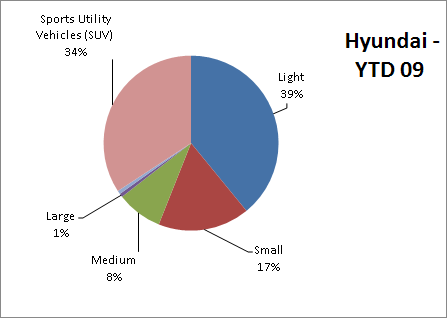 Hyundai -
YTD 09
Sports Utility
Vehicles (SUV)
34%
Light
39%
Large
1%
Medium
8%
Small
17%